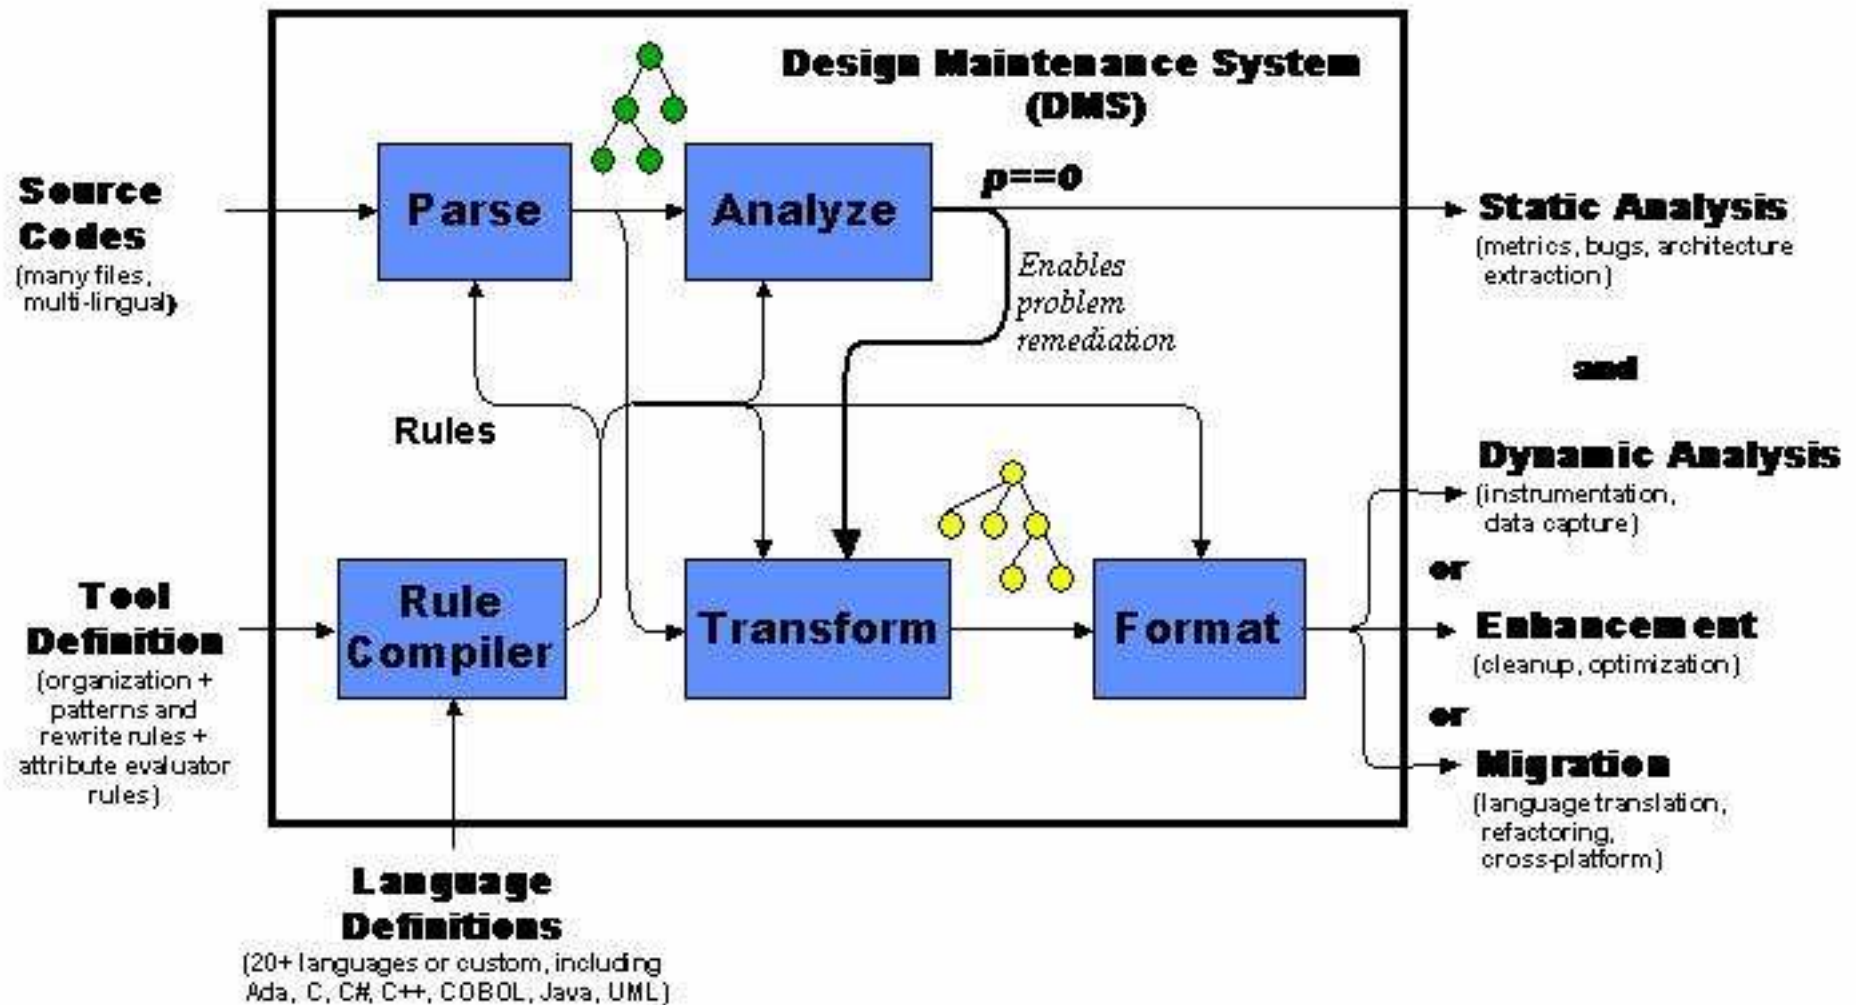 Design Maintenance System
(DMS)
Source
Codes
(many files,
multi-lingual)
Parse
Analyze
p==0
Enables
problem
remediation
Static Analysis
(metrics, bugs, architecture
extraction)
and
Rules
Dynamic Analysis
(instrumentation,
data capture)
or
Tool
Definition
(organization +
patterns and
rewrite rules +
attribute evaluator
rules)
Rule
Compiler
Transform
Format
Enhancement
(cleanup, optimization)
or
Migration
(language translation,
refactoring,
cross-platform)
Language
Definitions
(20+ languages or custom, including
Ada, C, C#, C++, COBOL, Java, UML)